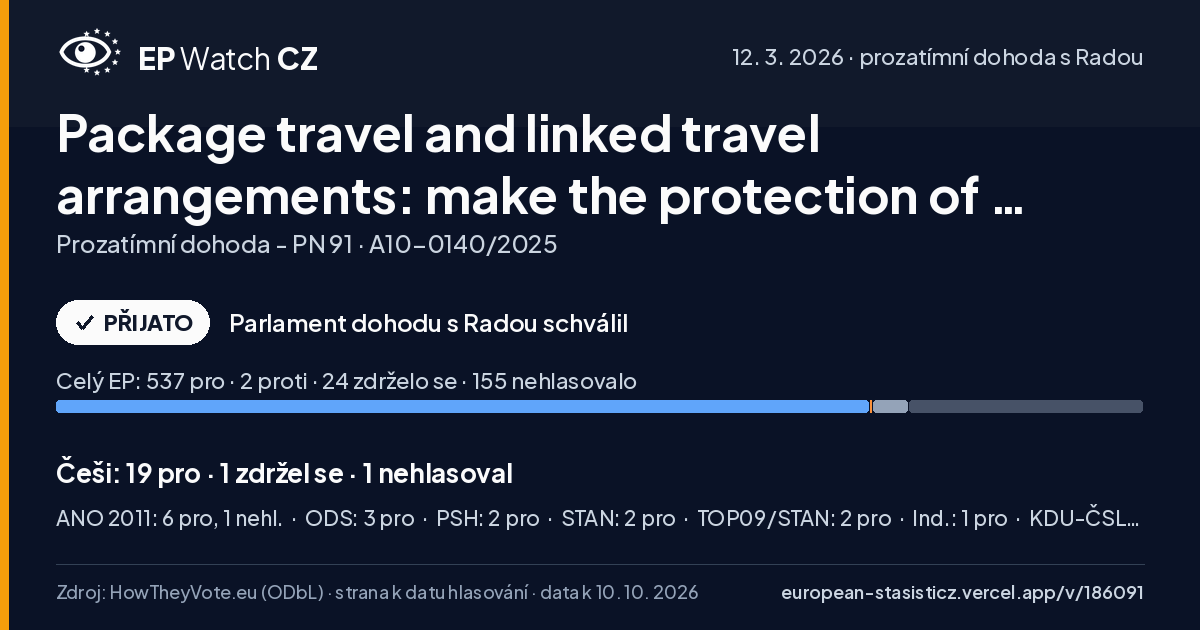 EP Watch CZ
12. 3. 2026 · prozatímní dohoda s Radou
Package travel and linked travel
arrangements: make the protection of …
Prozatímní dohoda – PN 91 · A10–0140/2025
✓ PŘIJATO
Parlament dohodu s Radou schválil
Celý EP: 537 pro · 2 proti · 24 zdrželo se · 155 nehlasovalo
Češi: 19 pro · 1 zdržel se · 1 nehlasoval
ANO 2011: 6 pro, 1 nehl. · ODS: 3 pro · PSH: 2 pro · STAN: 2 pro · TOP09/STAN: 2 pro · Ind.: 1 pro · KDU-ČSL…
Zdroj: HowTheyVote.eu (ODbL) · strana k datu hlasování · data k 10. 10. 2026
european-stasisticz.vercel.app/v/186091